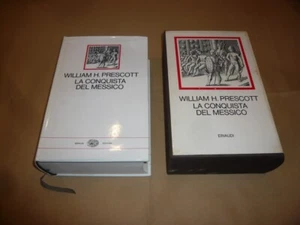 WILLIAM H. PRESCOTT
LA CONQUISTA
DEL MESSICO
WILLIAM H. PRESCOTT
LA CONQUISTA
DEL MESSICO
EINAUDI